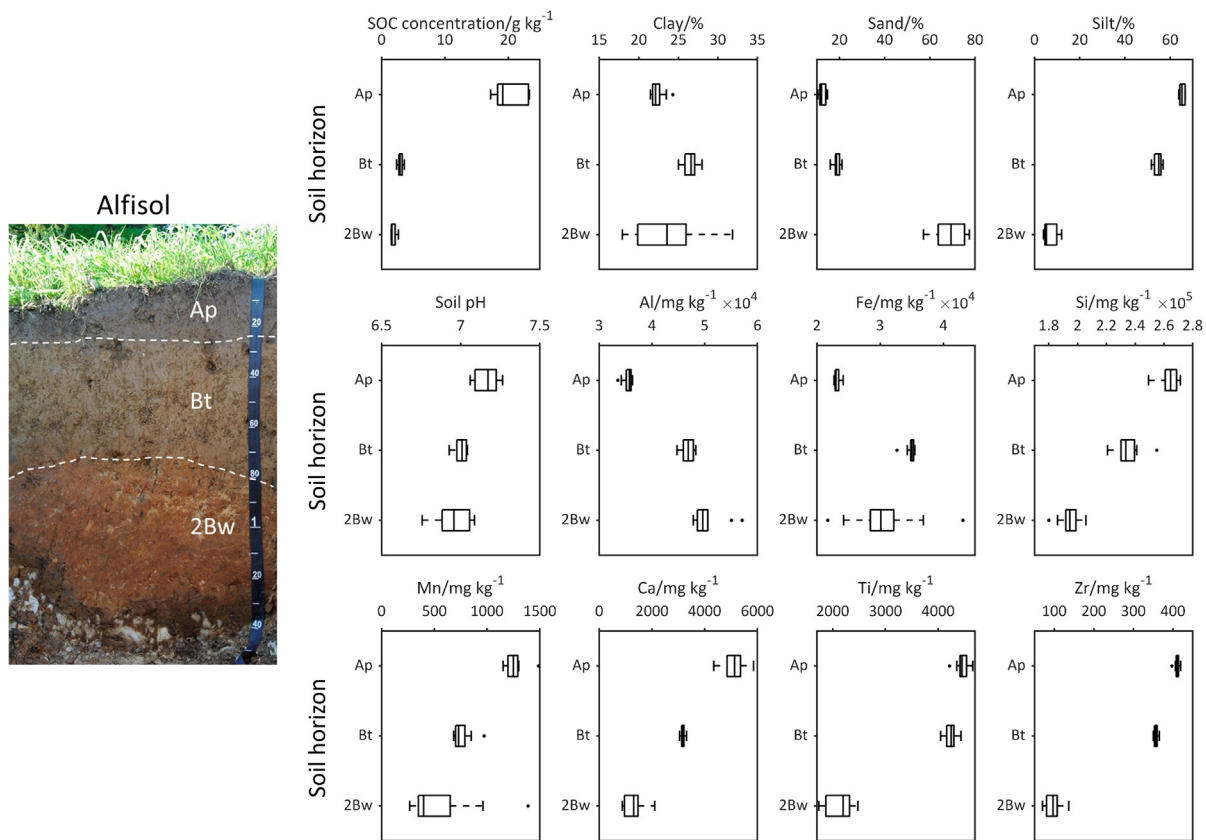 Alfisol
Ap
Bt
2Bw
20
40
60
80
1
20
40
SOC concentration/g kg⁻¹
0 10 20
Clay/%
15 20 25 30 35
Sand/%
20 40 60 80
Silt/%
0 20 40 60
Soil horizon
Ap
Bt
2Bw
Ap
Bt
2Bw
Ap
Bt
2Bw
Ap
Bt
2Bw
Soil pH
6.5 7 7.5
Al/mg kg⁻¹ ×10⁴
3 4 5 6
Fe/mg kg⁻¹ ×10⁴
2 3 4
Si/mg kg⁻¹ ×10⁵
1.8 2 2.2 2.4 2.6 2.8
Soil horizon
Ap
Bt
2Bw
Ap
Bt
2Bw
Ap
Bt
2Bw
Ap
Bt
2Bw
Mn/mg kg⁻¹
0 500 1000 1500
Ca/mg kg⁻¹
0 2000 4000 6000
Ti/mg kg⁻¹
2000 4000
Zr/mg kg⁻¹
100 200 300 400
Soil horizon
Ap
Bt
2Bw
Ap
Bt
2Bw
Ap
Bt
2Bw
Ap
Bt
2Bw